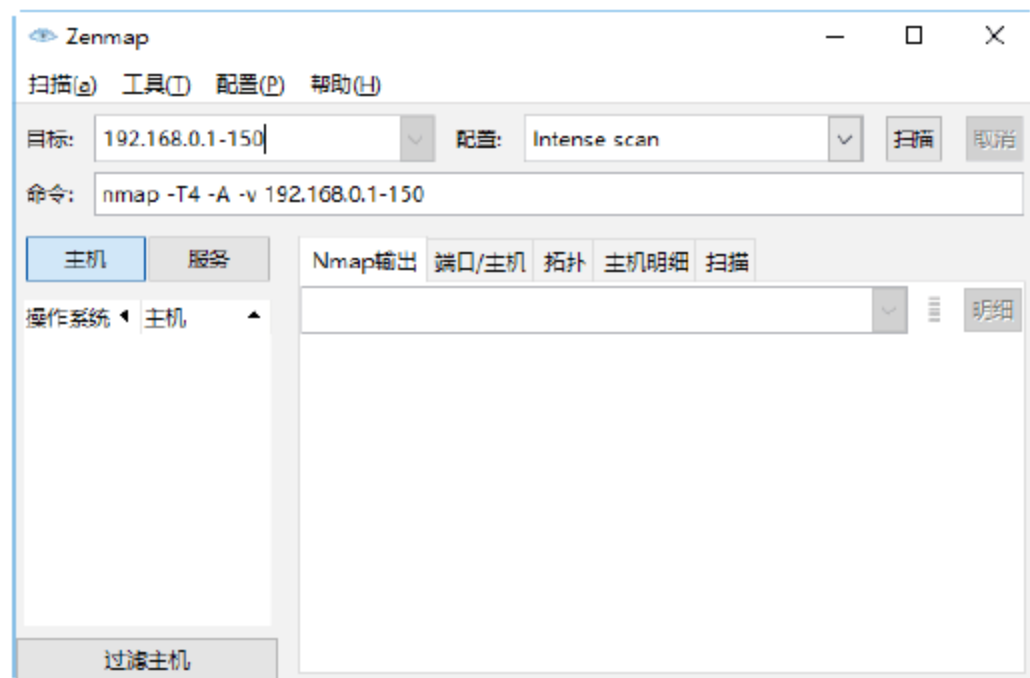 Zenmap
扫描(a) 工具(T) 配置(P) 帮助(H)
目标: 192.168.0.1-150 配置: Intense scan 扫描 取消
命令: nmap -T4 -A -v 192.168.0.1-150
主机 服务 Nmap输出 端口/主机 拓扑 主机明细 扫描
操作系统 主机 明细
过滤主机